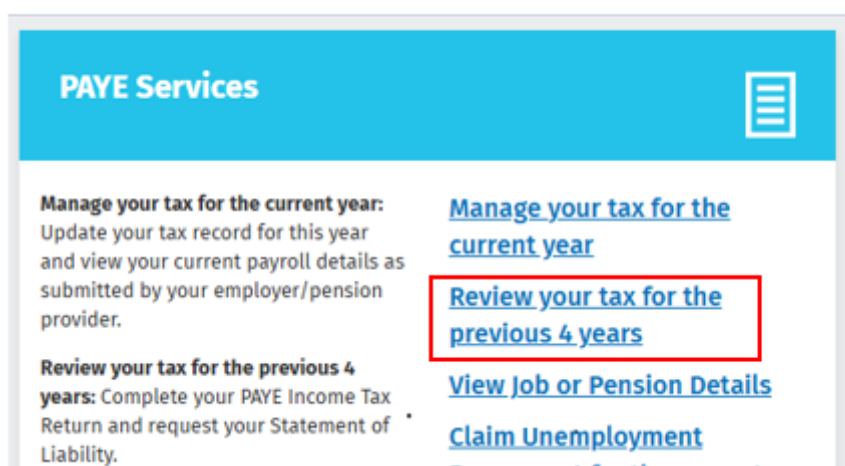 PAYE Services
Manage your tax for the current year:
Update your tax record for this year
and view your current payroll details as
submitted by your employer/pension
provider.
Review your tax for the previous 4
years: Complete your PAYE Income Tax
Return and request your Statement of
Liability.
Manage your tax for the
current year
Review your tax for the
previous 4 years
View Job or Pension Details
Claim Unemployment